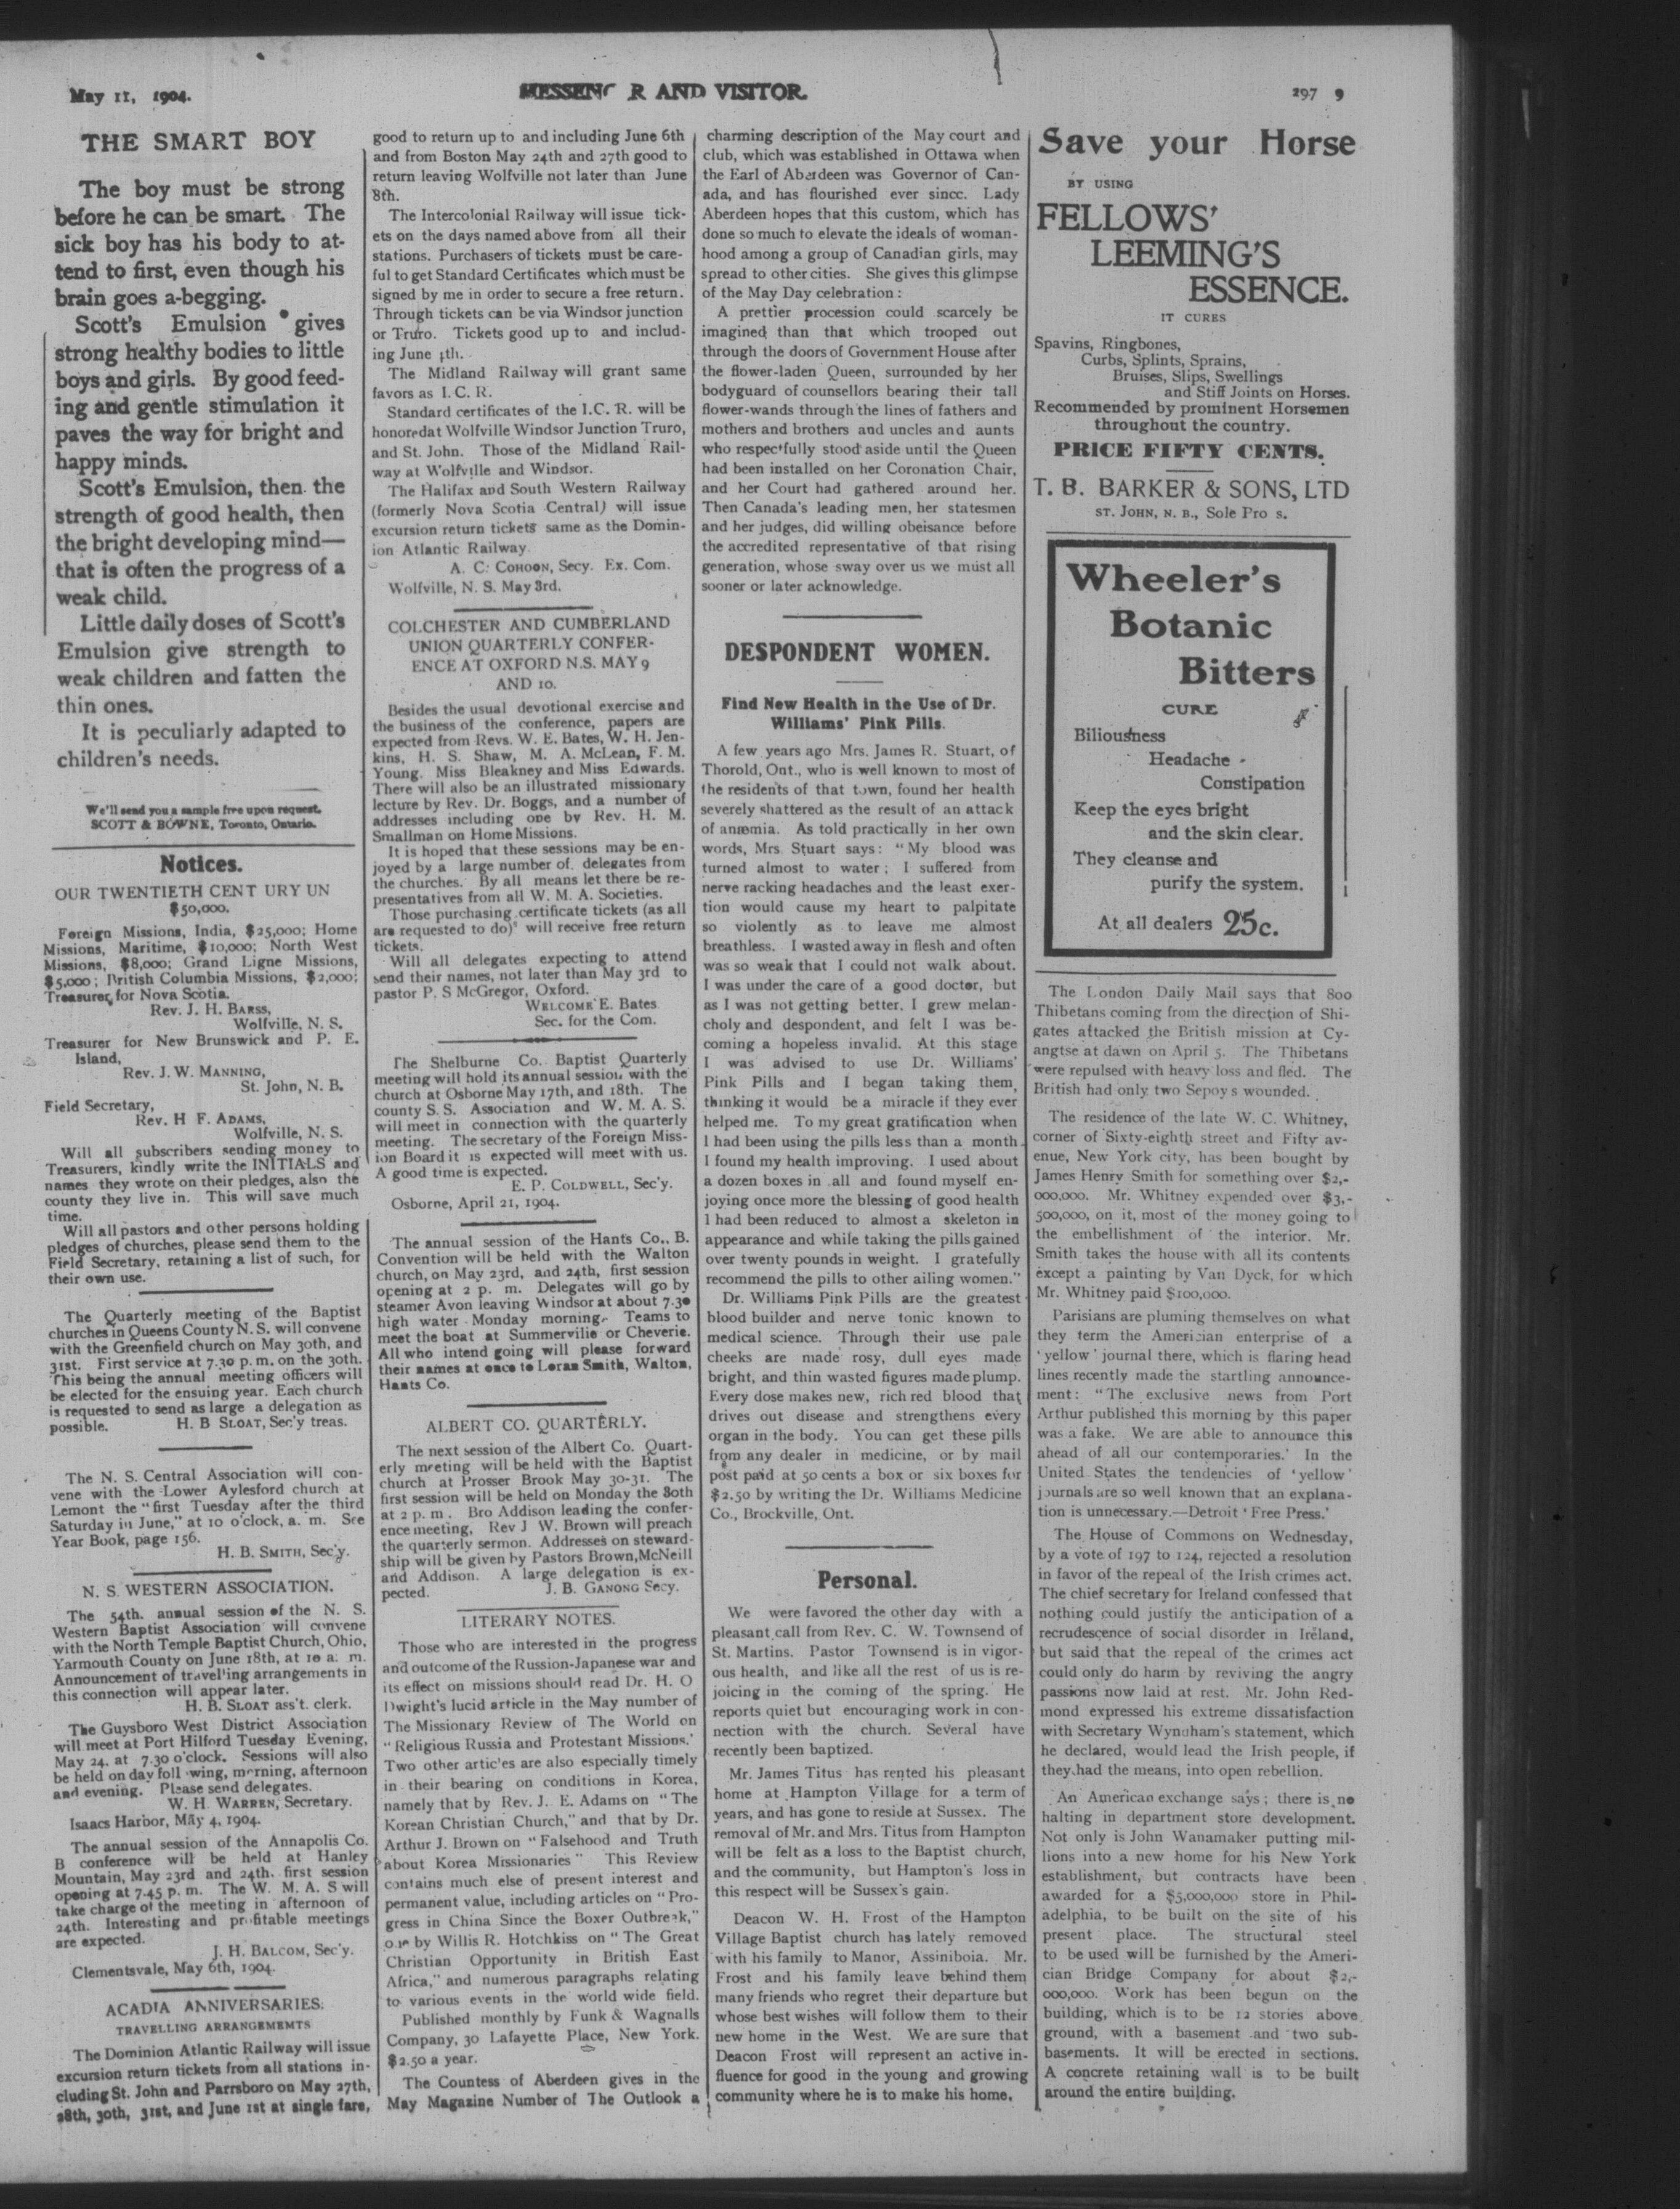 May 11, 1904.
MESSENG R AND VISITOR.
297 9
THE SMART BOY
The boy must be strong
before he can be smart. The
sick boy has his body to at-
tend to first, even though his
brain goes a-begging.
Scott's Emulsion gives
strong healthy bodies to little
boys and girls. By good feed-
ing and gentle stimulation it
paves the way for bright and
happy minds.
Scott's Emulsion, then the
strength of good health, then
the bright developing mind—
that is often the progress of a
weak child.
Little daily doses of Scott's
Emulsion give strength to
weak children and fatten the
thin ones.
It is peculiarly adapted to
children's needs.
We'll send you a sample free upon request.
SCOTT & BOWNE, Toronto, Ontario.
Notices.
OUR TWENTIETH CENT URY UN
$50,000.
Foreign Missions, India, $25,000; Home
Missions, Maritime, $10,000; North West
Missions, $8,000; Grand Ligne Missions,
$5,000; British Columbia Missions, $2,000;
Treasurer for Nova Scotia.
Rev. J. H. BARSS,
Wolfville, N. S.
Treasurer for New Brunswick and P. E.
Island,
Rev. J. W. MANNING,
St. John, N. B.
Field Secretary,
Rev. H F. ADAMS,
Wolfville, N. S.
Will all subscribers sending money to
Treasurers, kindly write the INITIALS and
names they wrote on their pledges, also the
county they live in. This will save much
time.
Will all pastors and other persons holding
pledges of churches, please send them to the
Field Secretary, retaining a list of such, for
their own use.
The Quarterly meeting of the Baptist
churches in Queens County N. S. will convene
with the Greenfield church on May 30th, and
31st. First service at 7.30 p. m. on the 30th.
This being the annual meeting officers will
be elected for the ensuing year. Each church
is requested to send as large a delegation as
possible. H. B SLOAT, Sec'y treas.
The N. S. Central Association will con-
vene with the Lower Aylesford church at
Lemont the "first Tuesday after the third
Saturday in June," at 10 o'clock, a. m. See
Year Book, page 156.
H. B. SMITH, Sec'y.
N. S. WESTERN ASSOCIATION.
The 54th. annual session of the N. S.
Western Baptist Association will convene
with the North Temple Baptist Church, Ohio,
Yarmouth County on June 18th, at 10 a. m.
Announcement of travel'ing arrangements in
this connection will appear later.
H. B. SLOAT ass't. clerk.
The Guysboro West District Association
will meet at Port Hilford Tuesday Evening,
May 24. at 7.30 o'clock. Sessions will also
be held on day foll wing, morning, afternoon
and evening. Please send delegates.
W. H. WARREN, Secretary.
Isaacs Harbor, May 4, 1904.
The annual session of the Annapolis Co.
B conference will be held at Hanley
Mountain, May 23rd and 24th. first session
opening at 7.45 p. m. The W. M. A. S will
take charge of the meeting in afternoon of
24th. Interesting and profitable meetings
are expected.
J. H. BALCOM, Sec'y.
Clementsvale, May 6th, 1904.
ACADIA ANNIVERSARIES.
TRAVELLING ARRANGEMEMTS
The Dominion Atlantic Railway will issue
excursion return tickets from all stations in-
cluding St. John and Parrsboro on May 27th,
28th, 30th, 31st, and June 1st at single fare,
good to return up to and including June 6th
and from Boston May 24th and 27th good to
return leaving Wolfville not later than June
8th.
The Intercolonial Railway will issue tick-
ets on the days named above from all their
stations. Purchasers of tickets must be care-
ful to get Standard Certificates which must be
signed by me in order to secure a free return.
Through tickets can be via Windsor junction
or Truro. Tickets good up to and includ-
ing June th.
The Midland Railway will grant same
favors as I. C. R.
Standard certificates of the I.C. R. will be
honoredat Wolfville Windsor Junction Truro,
and St. John. Those of the Midland Rail-
way at Wolfville and Windsor.
The Halifax and South Western Railway
(formerly Nova Scotia Central) will issue
excursion return tickets same as the Domin-
ion Atlantic Railway.
A. C. COHOON, Secy. Ex. Com.
Wolfville, N. S. May 3rd.
COLCHESTER AND CUMBERLAND
UNION QUARTERLY CONFER-
ENCE AT OXFORD N.S. MAY 9
AND 10.
Besides the usual devotional exercise and
the business of the conference, papers are
expected from Revs. W. E. Bates, W. H. Jen-
kins, H. S. Shaw, M. A. McLean, F. M.
Young. Miss Bleakney and Miss Edwards.
There will also be an illustrated missionary
lecture by Rev. Dr. Boggs, and a number of
addresses including one by Rev. H. M.
Smallman on Home Missions.
It is hoped that these sessions may be en-
joyed by a large number of delegates from
the churches. By all means let there be re-
presentatives from all W. M. A. Societies.
Those purchasing certificate tickets (as all
are requested to do) will receive free return
tickets.
Will all delegates expecting to attend
send their names, not later than May 3rd to
pastor P. S McGregor, Oxford.
WELCOME E. Bates
Sec. for the Com.
The Shelburne Co. Baptist Quarterly
meeting will hold its annual session with the
church at Osborne May 17th, and 18th. The
county S. S. Association and W. M. A. S.
will meet in connection with the quarterly
meeting. The secretary of the Foreign Miss-
ion Board it is expected will meet with us.
A good time is expected.
E. P. COLDWELL, Sec'y.
Osborne, April 21, 1904.
The annual session of the Hants Co., B.
Convention will be held with the Walton
church, on May 23rd, and 24th, first session
opening at 2 p. m. Delegates will go by
steamer Avon leaving Windsor at about 7.30
high water Monday morning. Teams to
meet the boat at Summerville or Cheverie.
All who intend going will please forward
their names at once to Loran Smith, Walton,
Hants Co.
ALBERT CO. QUARTERLY.
The next session of the Albert Co. Quart-
erly meeting will be held with the Baptist
church at Prosser Brook May 30-31. The
first session will be held on Monday the 30th
at 2 p. m. Bro Addison leading the confer-
ence meeting, Rev J W. Brown will preach
the quarterly sermon. Addresses on steward-
ship will be given by Pastors Brown,McNeill
and Addison. A large delegation is ex-
pected. J. B. GANONG Secy.
LITERARY NOTES.
Those who are interested in the progress
and outcome of the Russion-Japanese war and
its effect on missions should read Dr. H. O
Dwight's lucid article in the May number of
The Missionary Review of The World on
"Religious Russia and Protestant Missions.'
Two other artic'es are also especially timely
in their bearing on conditions in Korea,
namely that by Rev. J. E. Adams on "The
Korean Christian Church," and that by Dr.
Arthur J. Brown on "Falsehood and Truth
about Korea Missionaries" This Review
contains much else of present interest and
permanent value, including articles on "Pro-
gress in China Since the Boxer Outbreak,"
one by Willis R. Hotchkiss on "The Great
Christian Opportunity in British East
Africa," and numerous paragraphs relating
to various events in the world wide field.
Published monthly by Funk & Wagnalls
Company, 30 Lafayette Place, New York.
$2.50 a year.
The Countess of Aberdeen gives in the
May Magazine Number of The Outlook a
charming description of the May court and
club, which was established in Ottawa when
the Earl of Aberdeen was Governor of Can-
ada, and has flourished ever since. Lady
Aberdeen hopes that this custom, which has
done so much to elevate the ideals of woman-
hood among a group of Canadian girls, may
spread to other cities. She gives this glimpse
of the May Day celebration:
A prettier procession could scarcely be
imagined than that which trooped out
through the doors of Government House after
the flower-laden Queen, surrounded by her
bodyguard of counsellors bearing their tall
flower-wands through the lines of fathers and
mothers and brothers and uncles and aunts
who respectfully stood aside until the Queen
had been installed on her Coronation Chair,
and her Court had gathered around her.
Then Canada's leading men, her statesmen
and her judges, did willing obeisance before
the accredited representative of that rising
generation, whose sway over us we must all
sooner or later acknowledge.
DESPONDENT WOMEN.
Find New Health in the Use of Dr.
Williams' Pink Pills.
A few years ago Mrs. James R. Stuart, of
Thorold, Ont., who is well known to most of
the residents of that town, found her health
severely shattered as the result of an attack
of anæmia. As told practically in her own
words, Mrs. Stuart says: "My blood was
turned almost to water; I suffered from
nerve racking headaches and the least exer-
tion would cause my heart to palpitate
so violently as to leave me almost
breathless. I wasted away in flesh and often
was so weak that I could not walk about.
I was under the care of a good doctor, but
as I was not getting better, I grew melan-
choly and despondent, and felt I was be-
coming a hopeless invalid. At this stage
I was advised to use Dr. Williams'
Pink Pills and I began taking them,
thinking it would be a miracle if they ever
helped me. To my great gratification when
I had been using the pills less than a month
I found my health improving. I used about
a dozen boxes in all and found myself en-
joying once more the blessing of good health
I had been reduced to almost a skeleton in
appearance and while taking the pills gained
over twenty pounds in weight. I gratefully
recommend the pills to other ailing women."
Dr. Williams Pink Pills are the greatest
blood builder and nerve tonic known to
medical science. Through their use pale
cheeks are made rosy, dull eyes made
bright, and thin wasted figures made plump.
Every dose makes new, rich red blood that
drives out disease and strengthens every
organ in the body. You can get these pills
from any dealer in medicine, or by mail
post paid at 50 cents a box or six boxes for
$2.50 by writing the Dr. Williams Medicine
Co., Brockville, Ont.
Personal.
We were favored the other day with a
pleasant call from Rev. C. W. Townsend of
St. Martins. Pastor Townsend is in vigor-
ous health, and like all the rest of us is re-
joicing in the coming of the spring. He
reports quiet but encouraging work in con-
nection with the church. Several have
recently been baptized.
Mr. James Titus has rented his pleasant
home at Hampton Village for a term of
years, and has gone to reside at Sussex. The
removal of Mr. and Mrs. Titus from Hampton
will be felt as a loss to the Baptist church,
and the community, but Hampton's loss in
this respect will be Sussex's gain.
Deacon W. H. Frost of the Hampton
Village Baptist church has lately removed
with his family to Manor, Assiniboia. Mr.
Frost and his family leave behind them
many friends who regret their departure but
whose best wishes will follow them to their
new home in the West. We are sure that
Deacon Frost will represent an active in-
fluence for good in the young and growing
community where he is to make his home.
Save your Horse
BY USING
FELLOWS'
LEEMING'S
ESSENCE.
IT CURES
Spavins, Ringbones,
Curbs, Splints, Sprains,
Bruises, Slips, Swellings
and Stiff Joints on Horses.
Recommended by prominent Horsemen
throughout the country.
PRICE FIFTY CENTS.
T. B. BARKER & SONS, LTD
ST. JOHN, N. B., Sole Pro s.
Wheeler's
Botanic
Bitters
CURE
Biliousness
Headache
Constipation
Keep the eyes bright
and the skin clear.
They cleanse and
purify the system.
At all dealers 25c.
The London Daily Mail says that 800
Thibetans coming from the direction of Shi-
gates attacked the British mission at Cy-
angtse at dawn on April 5. The Thibetans
were repulsed with heavy loss and fled. The
British had only two Sepoys wounded.
The residence of the late W. C. Whitney,
corner of Sixty-eighth street and Fifty av-
enue, New York city, has been bought by
James Henry Smith for something over $2,-
000,000. Mr. Whitney expended over $3,-
500,000, on it, most of the money going to
the embellishment of the interior. Mr.
Smith takes the house with all its contents
except a painting by Van Dyck, for which
Mr. Whitney paid $100,000.
Parisians are pluming themselves on what
they term the Amerizian enterprise of a
'yellow' journal there, which is flaring head
lines recently made the startling announce-
ment: "The exclusive news from Port
Arthur published this morning by this paper
was a fake. We are able to announce this
ahead of all our contemporaries.' In the
United States the tendencies of 'yellow'
journals are so well known that an explana-
tion is unnecessary.—Detroit 'Free Press.'
The House of Commons on Wednesday,
by a vote of 197 to 124, rejected a resolution
in favor of the repeal of the Irish crimes act.
The chief secretary for Ireland confessed that
nothing could justify the anticipation of a
recrudescence of social disorder in Ireland,
but said that the repeal of the crimes act
could only do harm by reviving the angry
passions now laid at rest. Mr. John Red-
mond expressed his extreme dissatisfaction
with Secretary Wyndham's statement, which
he declared, would lead the Irish people, if
they had the means, into open rebellion.
An American exchange says; there is no
halting in department store development.
Not only is John Wanamaker putting mil-
lions into a new home for his New York
establishment, but contracts have been
awarded for a $5,000,000 store in Phil-
adelphia, to be built on the site of his
present place. The structural steel
to be used will be furnished by the Ameri-
cian Bridge Company for about $2,-
000,000. Work has been begun on the
building, which is to be 12 stories above
ground, with a basement and two sub-
basements. It will be erected in sections.
A concrete retaining wall is to be built
around the entire building.